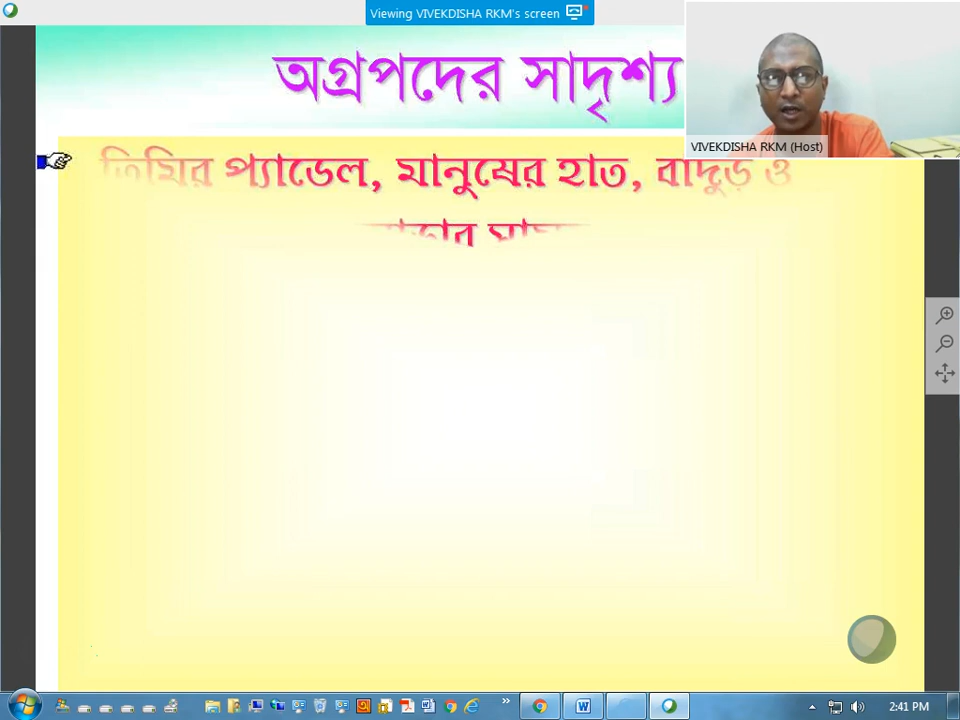 Viewing VIVEKDISHA RKM's screen
অগ্রপদের সাদৃশ্য
VIVEKDISHA RKM (Host)
তিমির প্যাডেল, মানুষের হাত, বাদুড় ও
2:41 PM